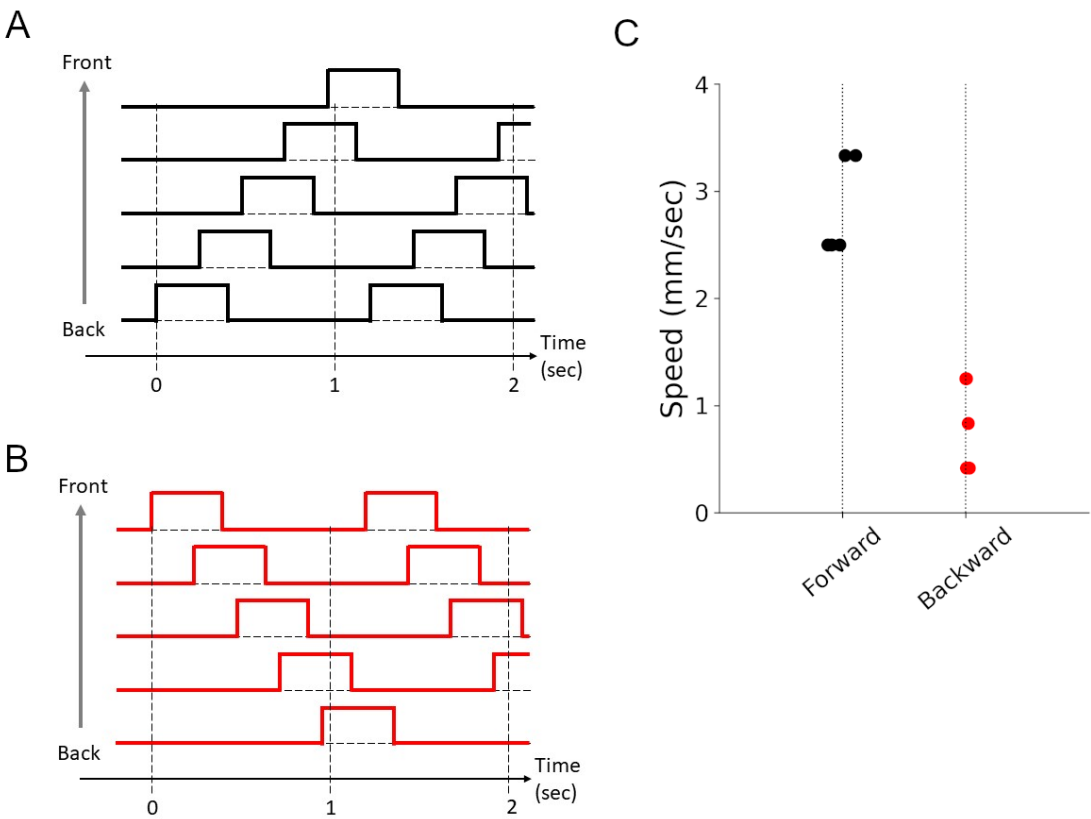 A
Front
Back
Time
(sec)
0
1
2
B
Front
Back
Time
(sec)
0
1
2
C
Speed (mm/sec)
4
3
2
1
0
Forward
Backward